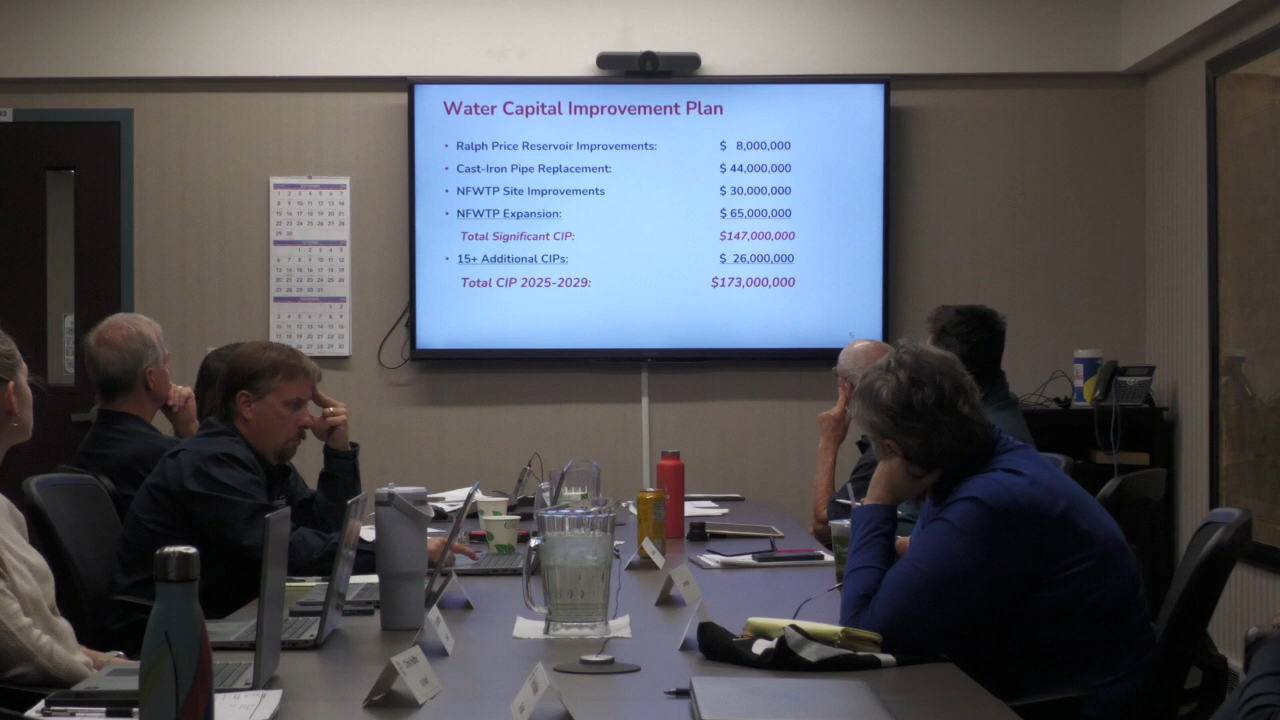 Water Capital Improvement Plan
• Ralph Price Reservoir Improvements: $ 8,000,000
• Cast-Iron Pipe Replacement: $ 44,000,000
• NFWTP Site Improvements $ 30,000,000
• NFWTP Expansion: $ 65,000,000
Total Significant CIP: $147,000,000
• 15+ Additional CIPs: $ 26,000,000
Total CIP 2025-2029: $173,000,000
5